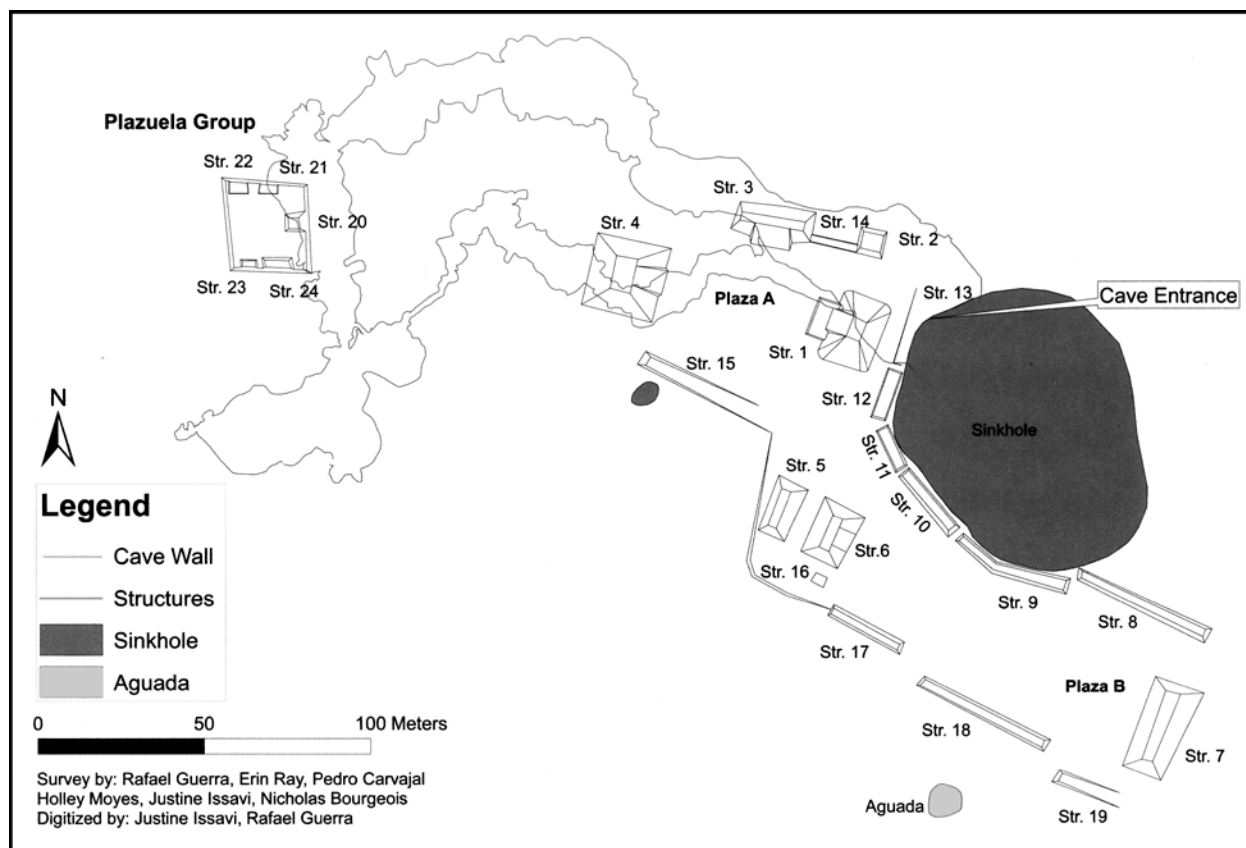 Plazuela Group
Str. 22
Str. 21
Str. 20
Str. 23
Str. 24
Str. 3
Str. 14
Str. 2
Str. 4
Plaza A
Str. 13
Cave Entrance
Str. 1
Str. 15
Str. 12
Sinkhole
Str. 11
Str. 10
Str. 5
Str.6
Str. 16
Str. 9
Str. 8
Str. 17
Plaza B
Str. 18
Str. 7
Str. 19
Aguada
N
Legend
Cave Wall
Structures
Sinkhole
Aguada
0 50 100 Meters
Survey by: Rafael Guerra, Erin Ray, Pedro Carvajal
Holley Moyes, Justine Issavi, Nicholas Bourgeois
Digitized by: Justine Issavi, Rafael Guerra